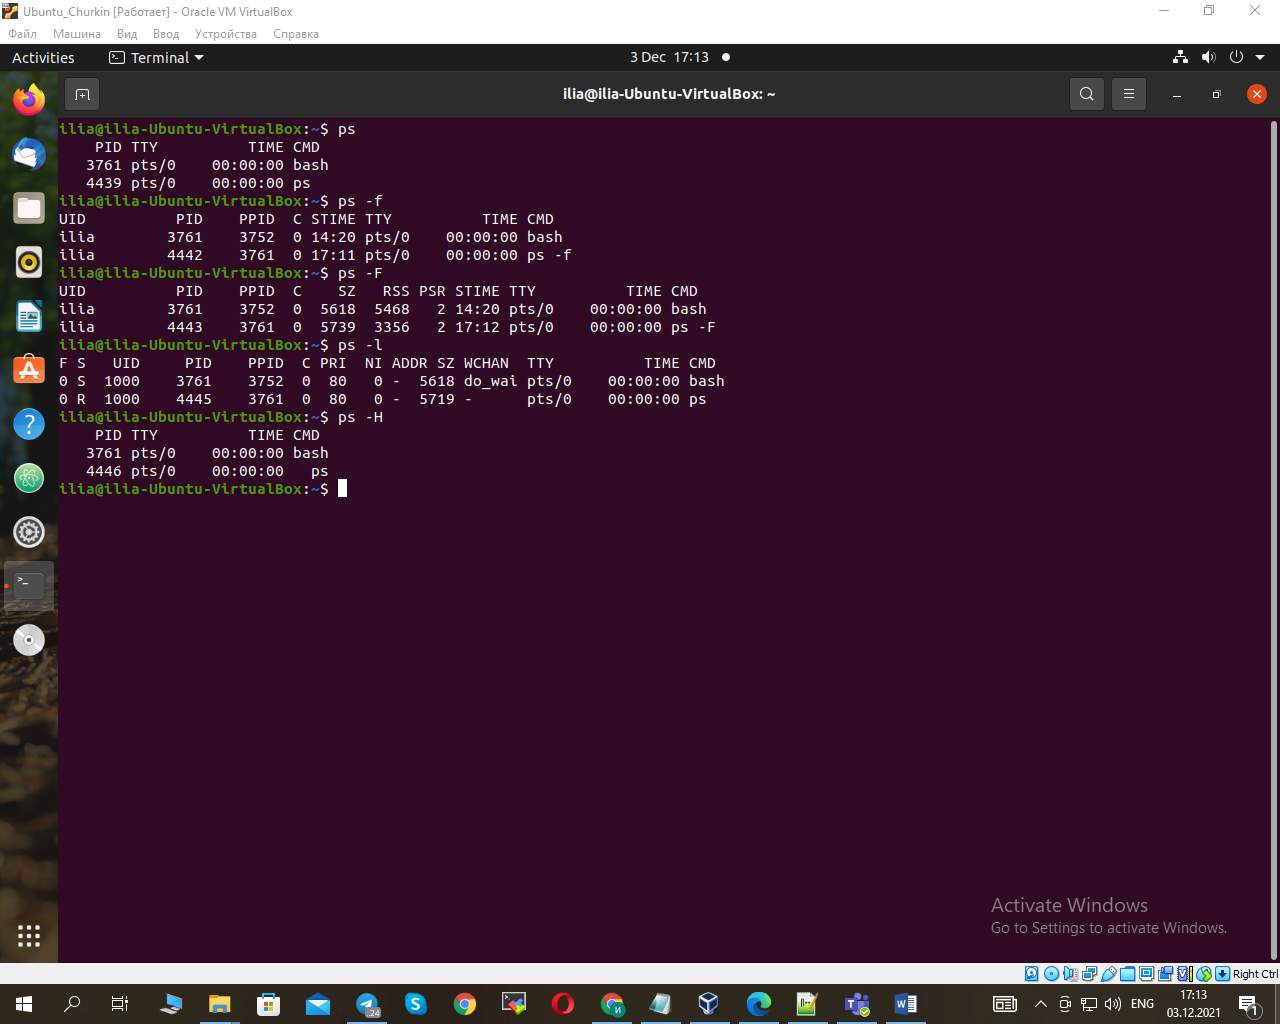 Ubuntu_Churkin [Работает] - Oracle VM VirtualBox
Файл Машина Вид Ввод Устройства Справка
Activities Terminal 3 Dec 17:13
ilia@ilia-Ubuntu-VirtualBox: ~
ilia@ilia-Ubuntu-VirtualBox:~$ ps
    PID TTY          TIME CMD
   3761 pts/0    00:00:00 bash
   4439 pts/0    00:00:00 ps
ilia@ilia-Ubuntu-VirtualBox:~$ ps -f
UID          PID    PPID  C STIME TTY          TIME CMD
ilia        3761    3752  0 14:20 pts/0    00:00:00 bash
ilia        4442    3761  0 17:11 pts/0    00:00:00 ps -f
ilia@ilia-Ubuntu-VirtualBox:~$ ps -F
UID          PID    PPID  C    SZ   RSS PSR STIME TTY          TIME CMD
ilia        3761    3752  0  5618  5468   2 14:20 pts/0    00:00:00 bash
ilia        4443    3761  0  5739  3356   2 17:12 pts/0    00:00:00 ps -F
ilia@ilia-Ubuntu-VirtualBox:~$ ps -l
F S   UID     PID    PPID  C PRI  NI ADDR SZ WCHAN  TTY          TIME CMD
0 S  1000    3761    3752  0  80   0 -  5618 do_wai pts/0    00:00:00 bash
0 R  1000    4445    3761  0  80   0 -  5719 -      pts/0    00:00:00 ps
ilia@ilia-Ubuntu-VirtualBox:~$ ps -H
    PID TTY          TIME CMD
   3761 pts/0    00:00:00 bash
   4446 pts/0    00:00:00   ps
ilia@ilia-Ubuntu-VirtualBox:~$
Activate Windows
Go to Settings to activate Windows.
Right Ctrl
.24
ENG
17:13
03.12.2021
1